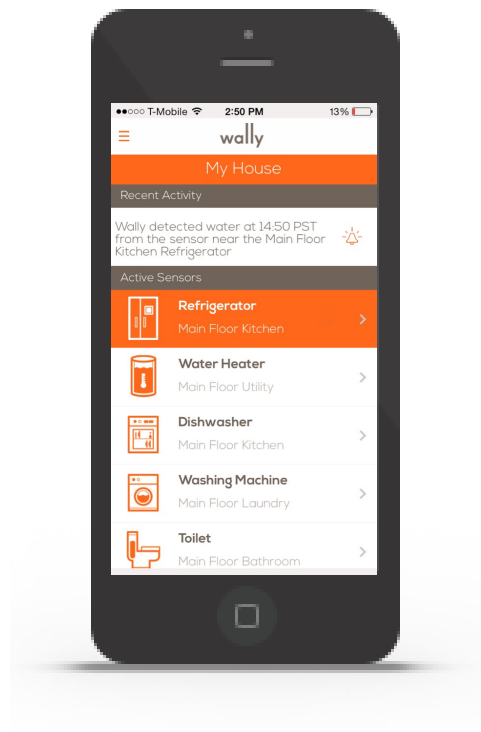 T-Mobile 2:50 PM 13%
wally
My House
Recent Activity
Wally detected water at 14:50 PST
from the sensor near the Main Floor
Kitchen Refrigerator
Active Sensors
Refrigerator
Main Floor Kitchen
Water Heater
Main Floor Utility
Dishwasher
Main Floor Kitchen
Washing Machine
Main Floor Laundry
Toilet
Main Floor Bathroom